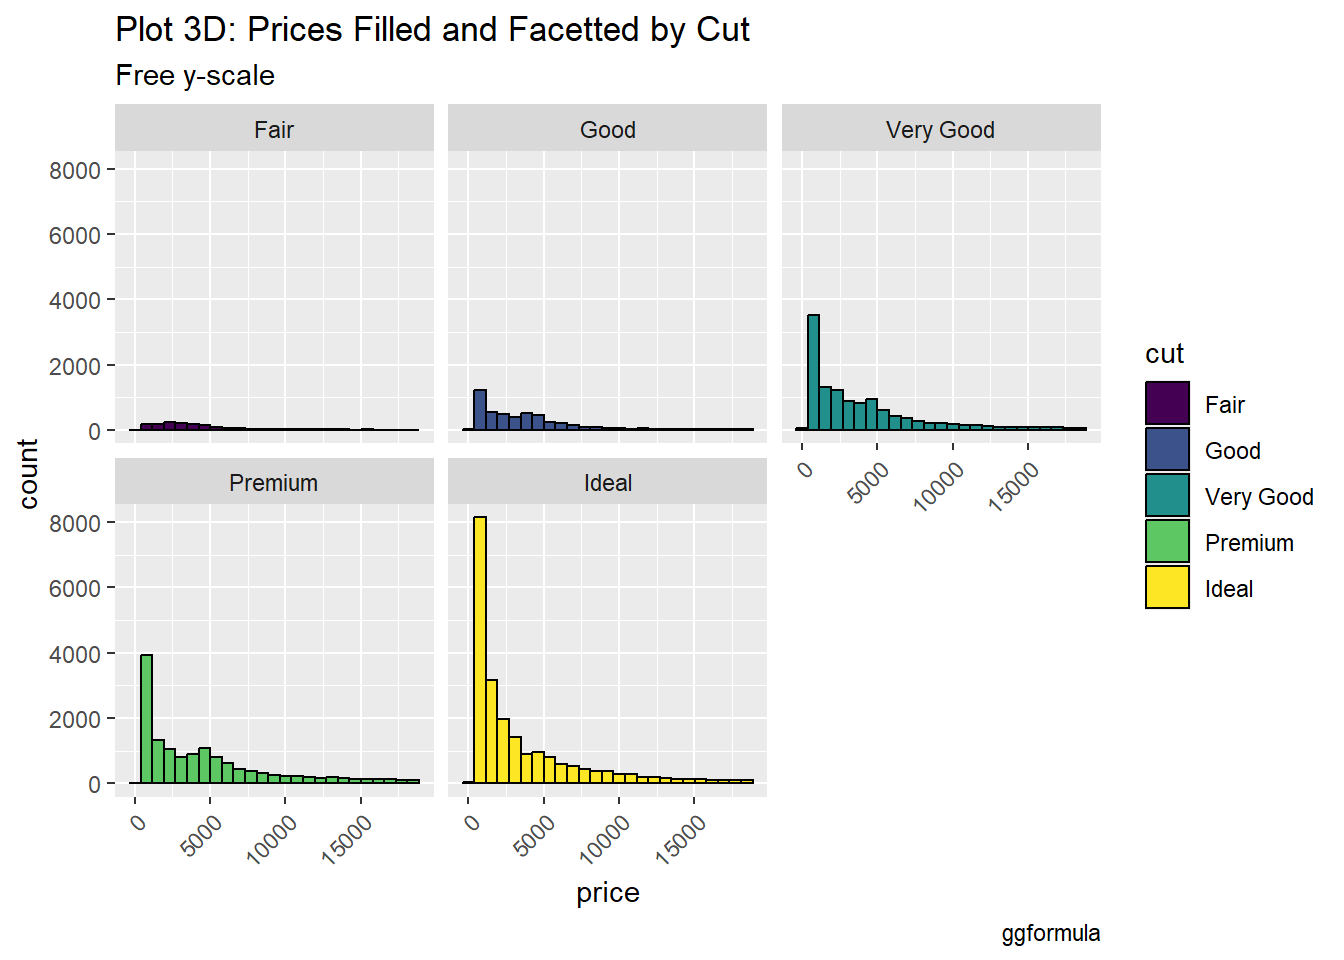 Plot 3D: Prices Filled and Facetted by Cut
Free y-scale
Fair
Good
Very Good
8000
6000
4000
2000
0
0
5000
10000
15000
Premium
Ideal
8000
6000
4000
2000
0
0
5000
10000
15000
0
5000
10000
15000
count
price
cut
Fair
Good
Very Good
Premium
Ideal
ggformula